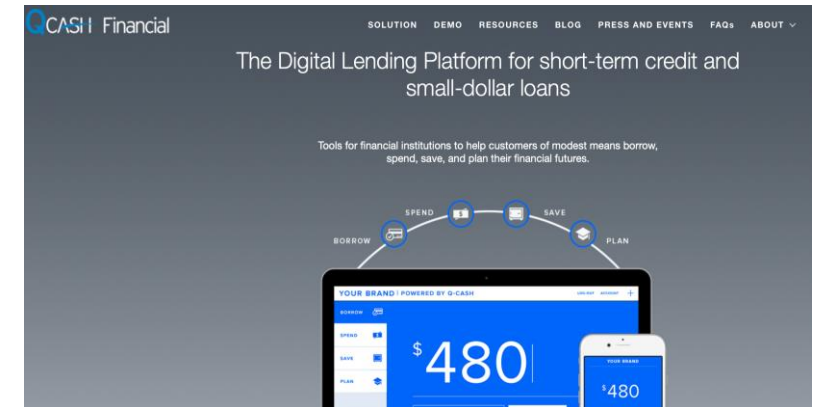 QCASH Financial
SOLUTION DEMO RESOURCES BLOG PRESS AND EVENTS FAQs ABOUT
The Digital Lending Platform for short-term credit and
small-dollar loans
Tools for financial institutions to help customers of modest means borrow,
spend, save, and plan their financial futures.
SPEND SAVE
BORROW PLAN
YOUR BRAND | POWERED BY Q-CASH LOG OUT ACCOUNT
BORROW
SPEND
SAVE
PLAN
$480
YOUR BRAND
$480